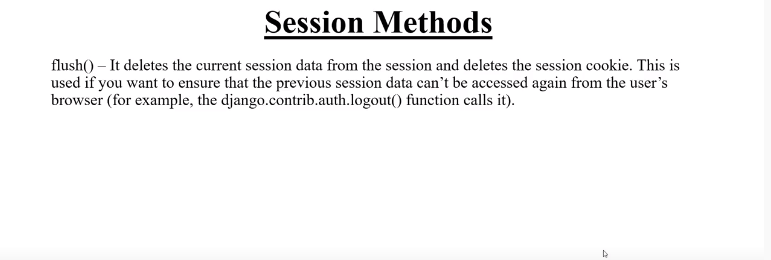 Session Methods
flush() – It deletes the current session data from the session and deletes the session cookie. This is
used if you want to ensure that the previous session data can’t be accessed again from the user’s
browser (for example, the django.contrib.auth.logout() function calls it).